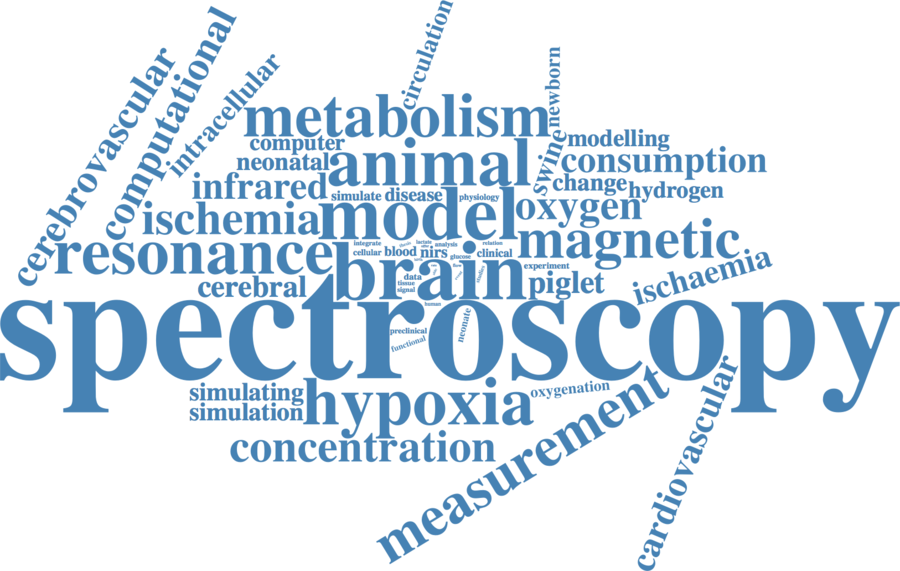 circulation
computational
cerebrovascular
intracellular
newborn
metabolism
computer
modelling
neonatal
animal
swine
consumption
infrared
simulate
disease
physiology
change
hydrogen
ischemia
model
oxygen
resonance
magnetic
integrate
lactate
analysis
relation
cellular
blood
nirs
glucose
clinical
brain
experiment
ischaemia
cerebral
data
tissue
signal
piglet
human
spectroscopy
preclinical
functional
neonate
simulating
simulation
hypoxia
oxygenation
measurement
concentration
cardiovascular